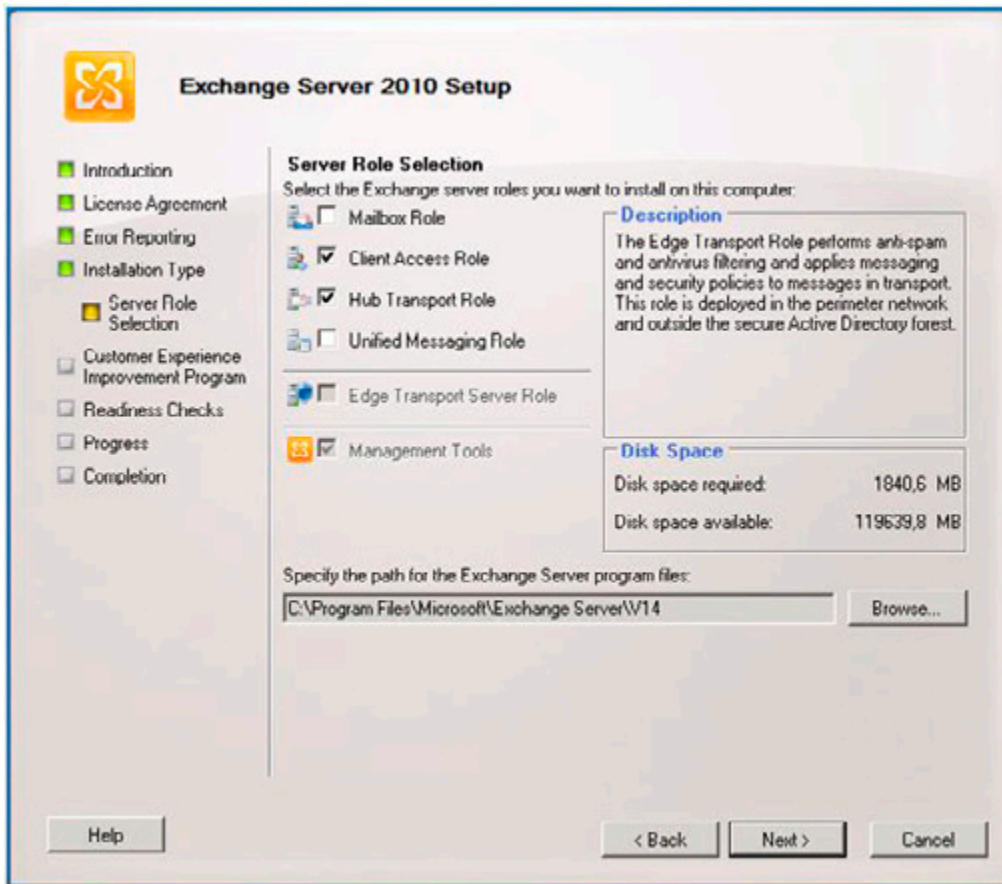 Exchange Server 2010 Setup
Introduction
License Agreement
Error Reporting
Installation Type
Server Role
Selection
Customer Experience
Improvement Program
Readiness Checks
Progress
Completion
Server Role Selection
Select the Exchange server roles you want to install on this computer:
Mailbox Role
Client Access Role
Hub Transport Role
Unified Messaging Role
Edge Transport Server Role
Management Tools
Description
The Edge Transport Role performs anti-spam
and antivirus filtering and applies messaging
and security policies to messages in transport.
This role is deployed in the perimeter network
and outside the secure Active Directory forest.
Disk Space
Disk space required: 1840,6 MB
Disk space available: 119639,8 MB
Specify the path for the Exchange Server program files:
C:\Program Files\Microsoft\Exchange Server\V14
Browse...
Help
< Back
Next >
Cancel